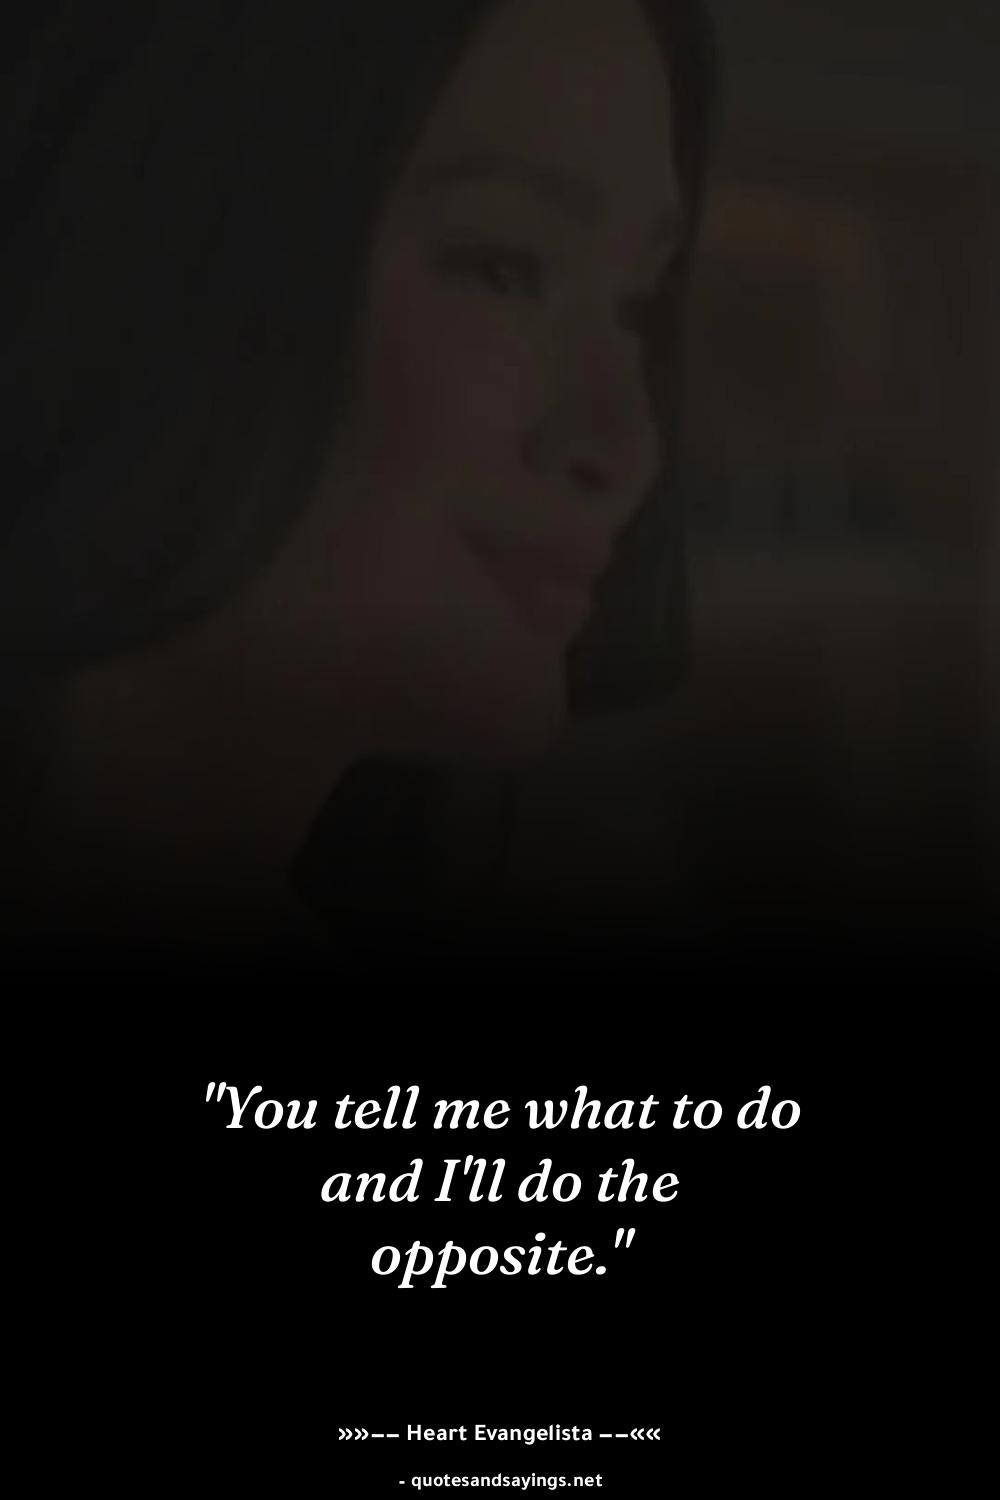 "You tell me what to do
and I'll do the
opposite."
»»–– Heart Evangelista ––««
- quotesandsayings.net